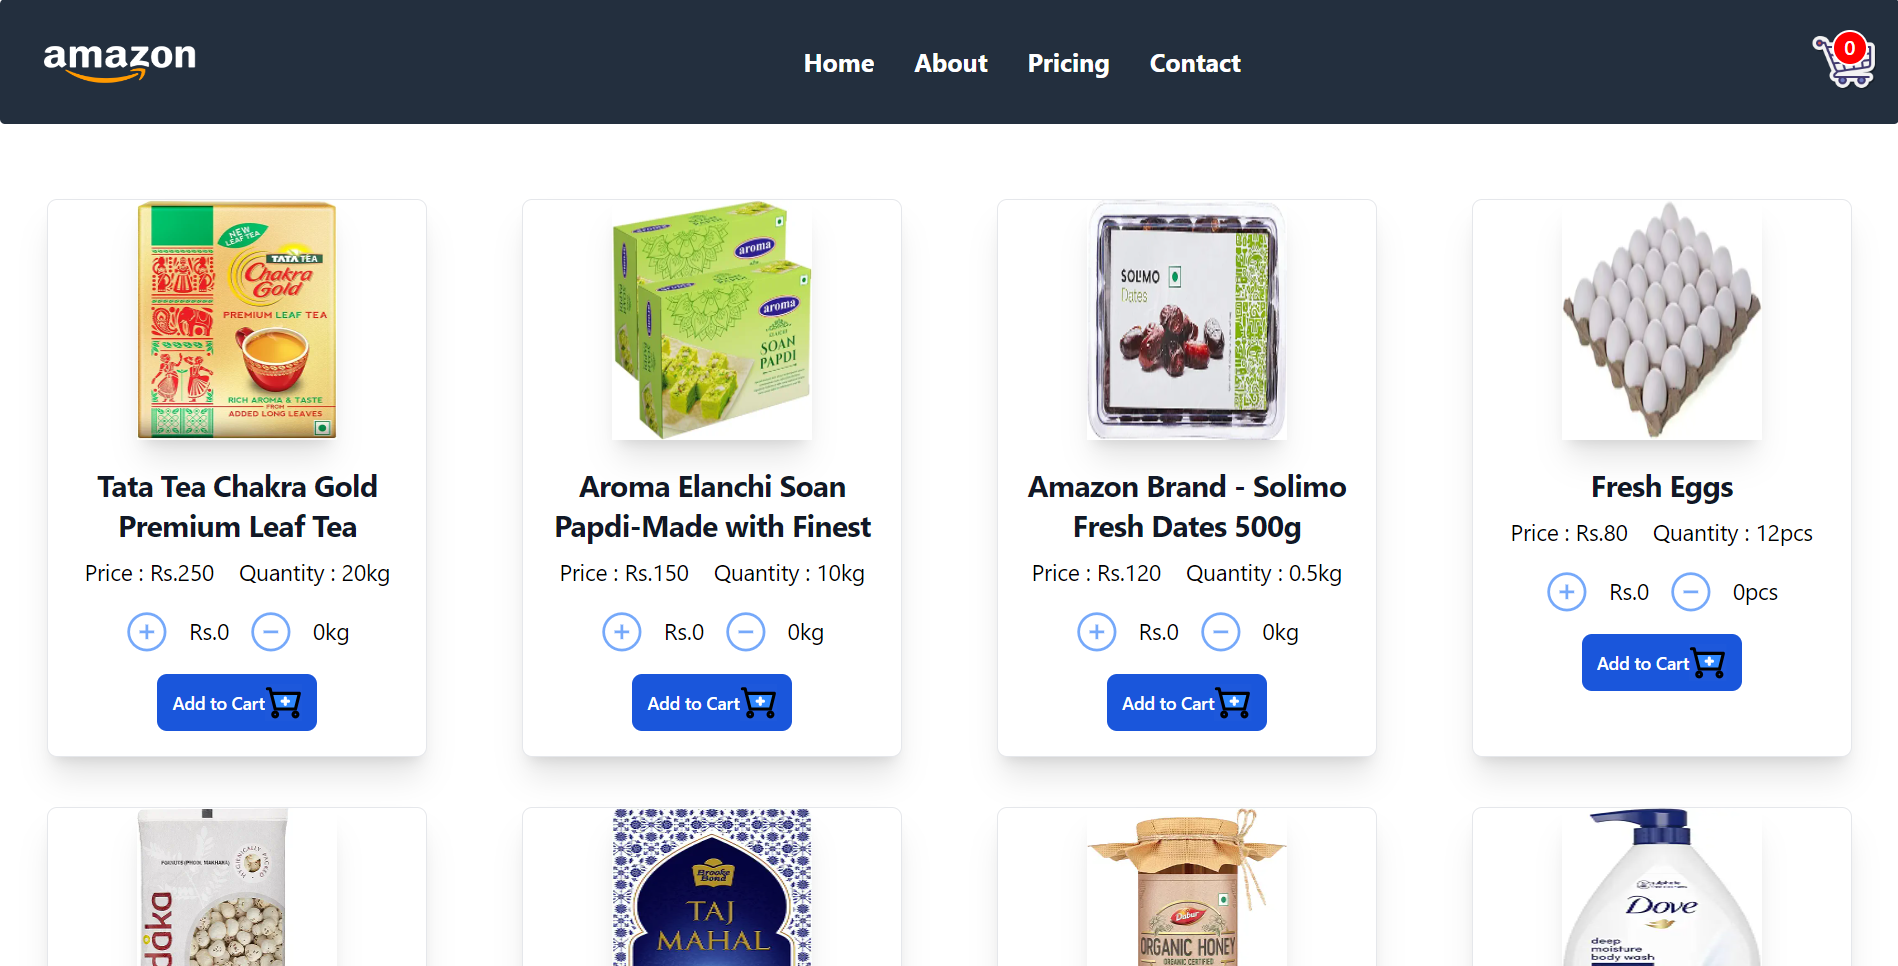 amazon
Home About Pricing Contact
0
NEW
LEAF TEA
TATA TEA
Chakra
Gold
PREMIUM LEAF TEA
RICH AROMA & TASTE
FROM
ADDED LONG LEAVES
aroma
aroma
ELAICHI
SOAN
PAPDI
SOLIMO
Dates
Tata Tea Chakra Gold
Premium Leaf Tea
Price : Rs.250 Quantity : 20kg
+ Rs.0 − 0kg
Add to Cart
Aroma Elanchi Soan
Papdi-Made with Finest
Price : Rs.150 Quantity : 10kg
+ Rs.0 − 0kg
Add to Cart
Amazon Brand - Solimo
Fresh Dates 500g
Price : Rs.120 Quantity : 0.5kg
+ Rs.0 − 0kg
Add to Cart
Fresh Eggs
Price : Rs.80 Quantity : 12pcs
+ Rs.0 − 0pcs
Add to Cart
HYGIENICALLY PACKED
daka
Brooke
Bond
TAJ
MAHAL
Dabur
ORGANIC HONEY
ORGANIC CERTIFIED
Dove
deep
moisture
body wash